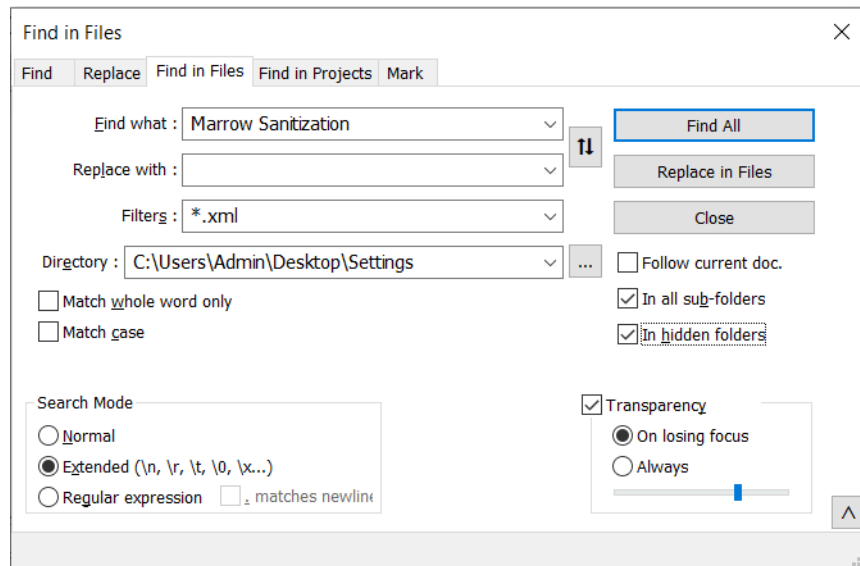 Find in Files
Find Replace Find in Files Find in Projects Mark
Find what : Marrow Sanitization Find All
Replace with : Replace in Files
Filters : *.xml Close
Directory : C:\Users\Admin\Desktop\Settings ... Follow current doc.
Match whole word only In all sub-folders
Match case In hidden folders
Search Mode Transparency
Normal On losing focus
Extended (\n, \r, \t, \0, \x...) Always
Regular expression . matches newline